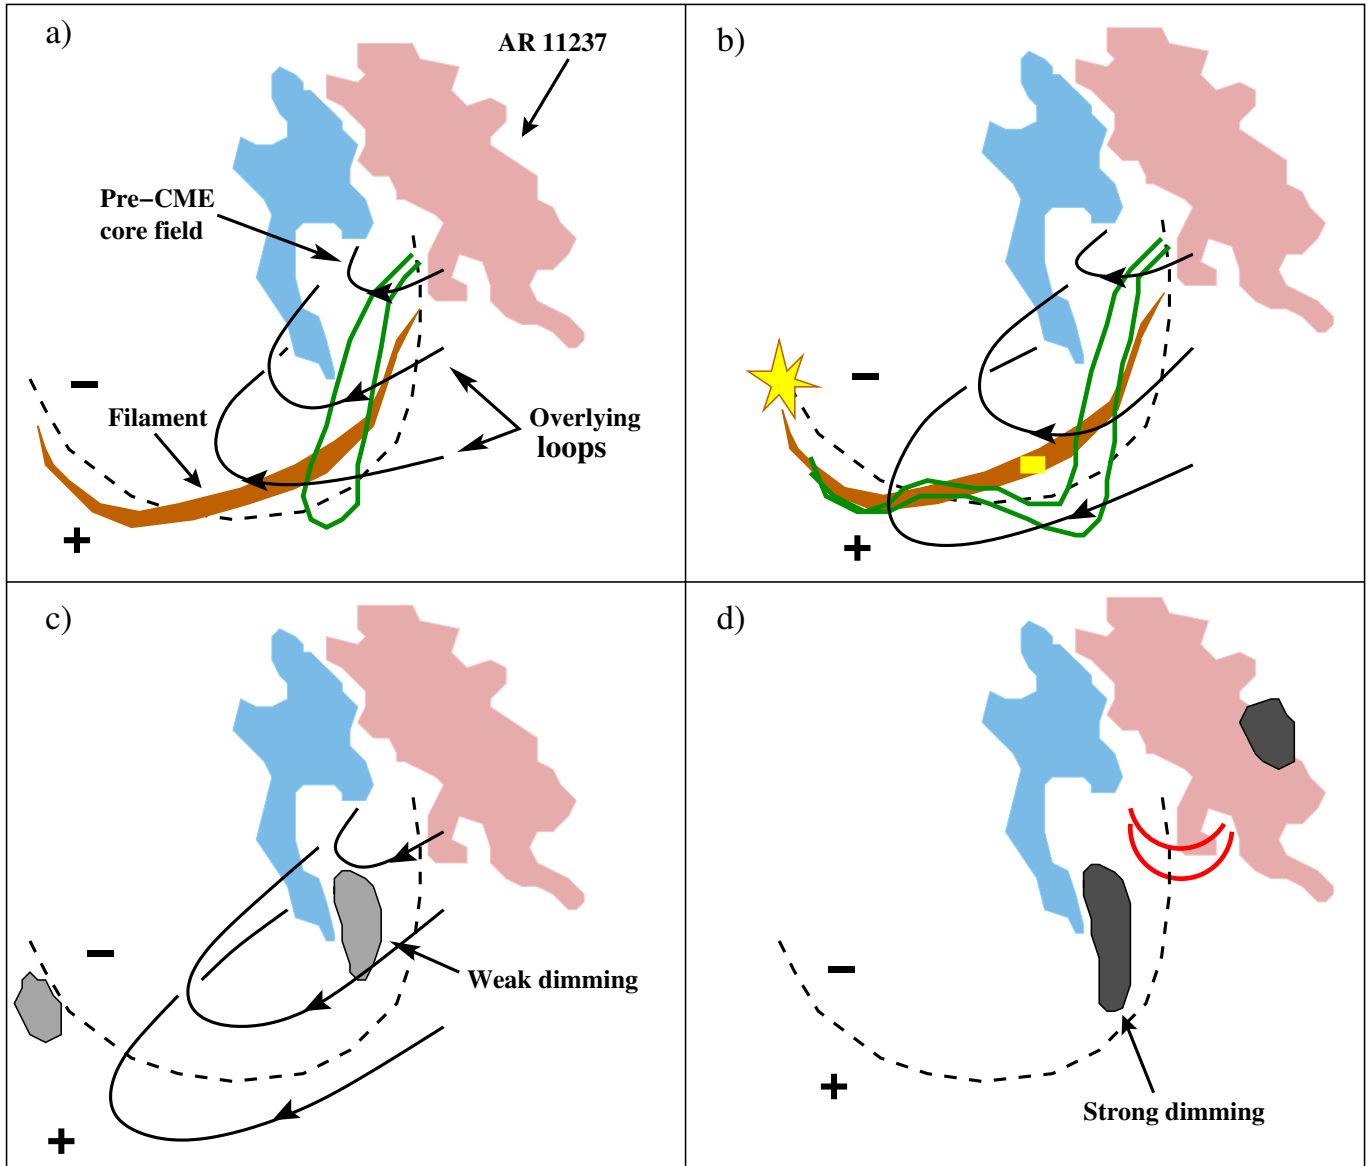 a)
AR 11237
Pre−CME
core field
−
Filament
Overlying
loops
+
b)
−
+
c)
−
Weak dimming
+
d)
−
+
Strong dimming